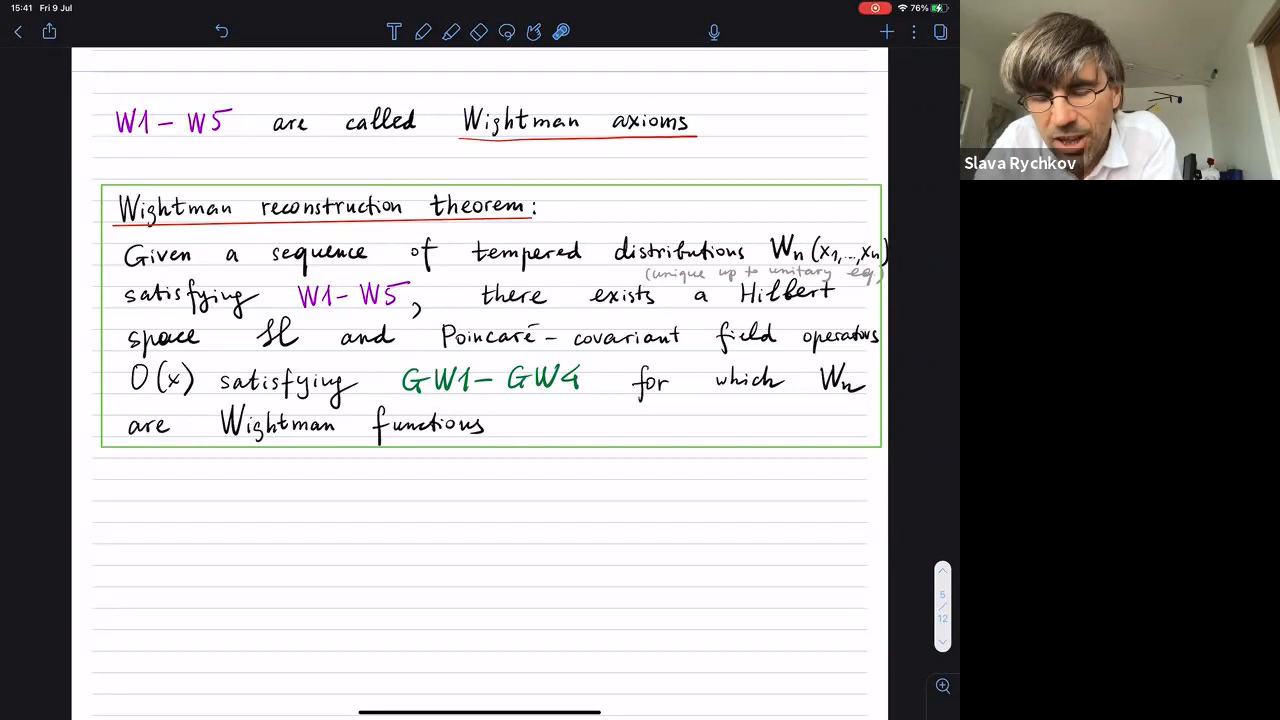 15:41 Fri 9 Jul
76%
W1 – W5 are called Wightman axioms
Wightman reconstruction theorem:
Given a sequence of tempered distributions Wn(x1,..,xn)
(unique up to unitary eq.)
satisfying W1 – W5, there exists a Hilbert
space ℋ and Poincaré – covariant field operators
O(x) satisfying GW1 – GW4 for which Wn
are Wightman functions
5
/
12
Slava Rychkov